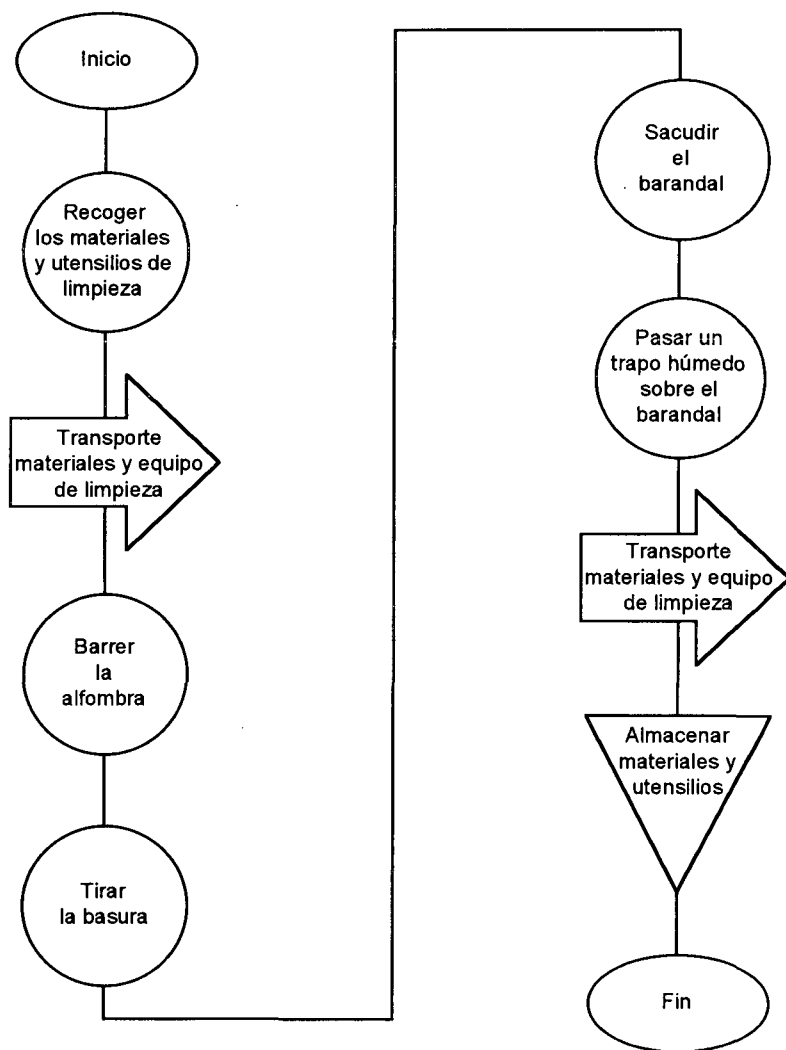 Inicio
Recoger
los materiales
y utensilios de
limpieza
Transporte
materiales y equipo
de limpieza
Barrer
la
alfombra
Tirar
la basura
Sacudir
el
barandal
Pasar un
trapo húmedo
sobre el
barandal
Transporte
materiales y equipo
de limpieza
Almacenar
materiales y
utensilios
Fin